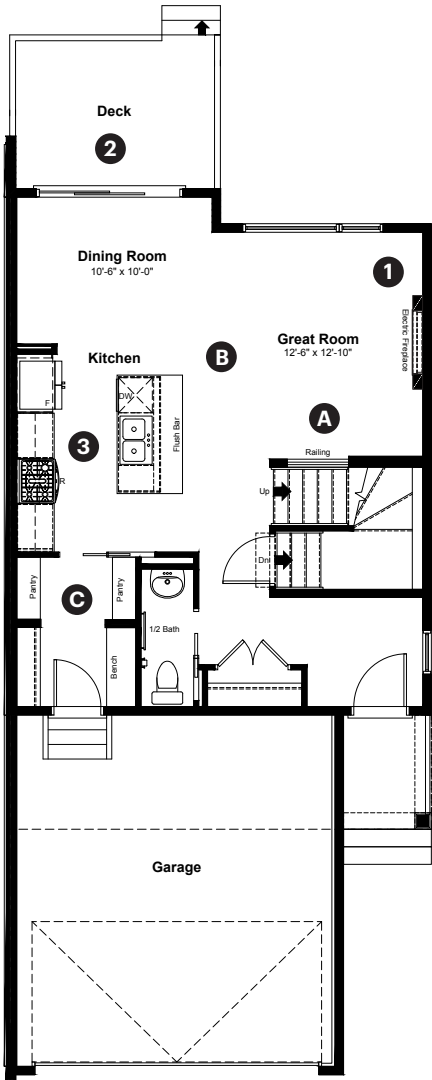 Deck
2
Dining Room
10'-6" x 10'-0"
1
Electric Fireplace
Great Room
12'-6" x 12'-10"
B
Kitchen
DW
F
Flush Bar
A
Railing
3
R
Up
Dn
Pantry
C
Pantry
1/2 Bath
Bench
Garage